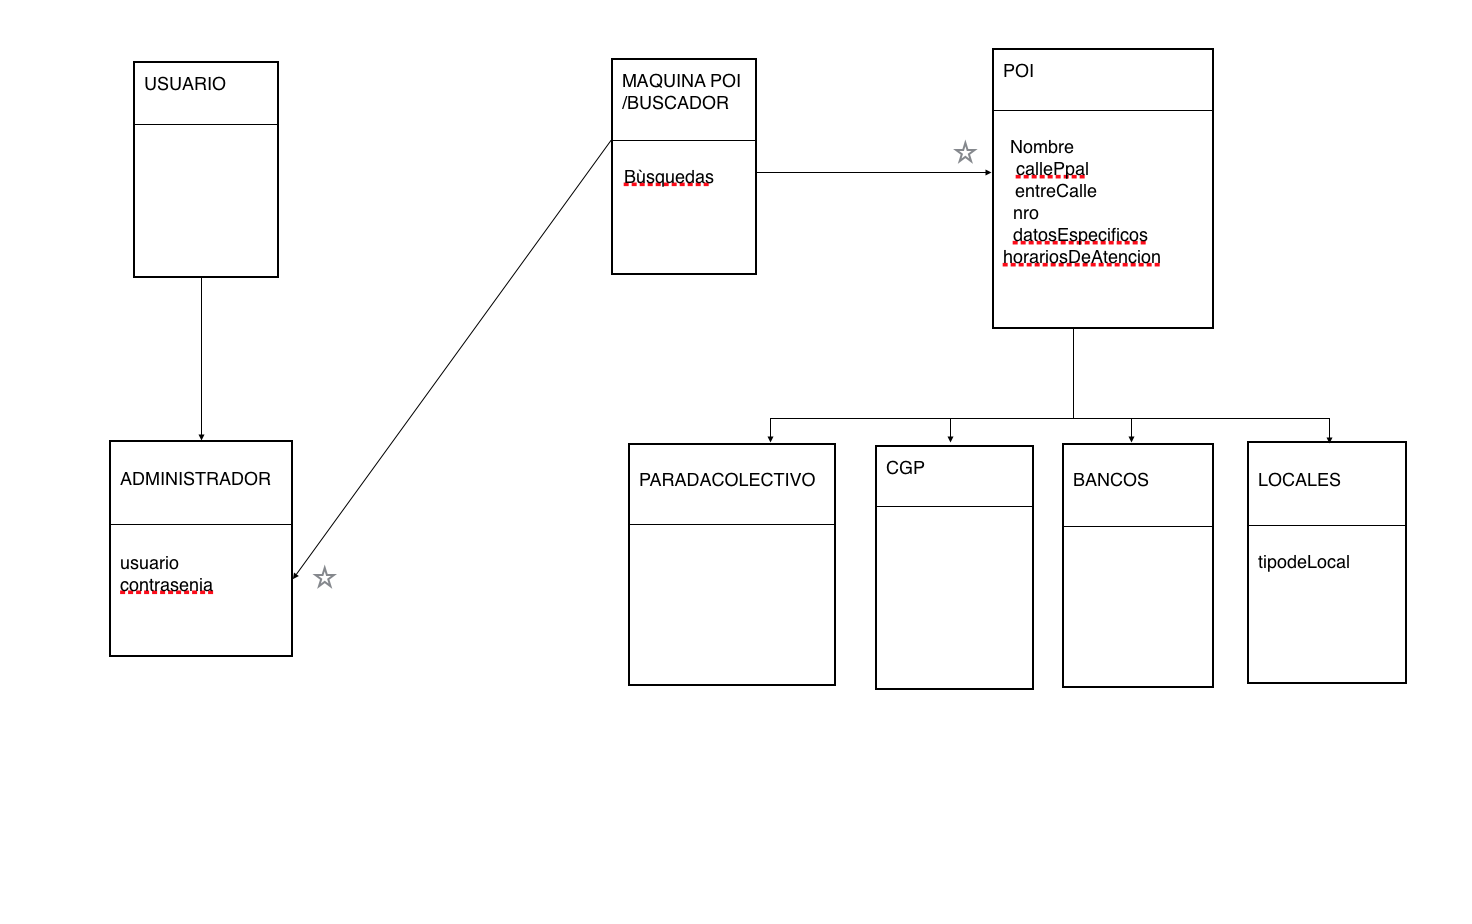 USUARIO
MAQUINA POI
/BUSCADOR
Bùsquedas
POI
Nombre
callePpal
entreCalle
nro
datosEspecificos
horariosDeAtencion
ADMINISTRADOR
usuario
contrasenia
PARADACOLECTIVO
CGP
BANCOS
LOCALES
tipodeLocal